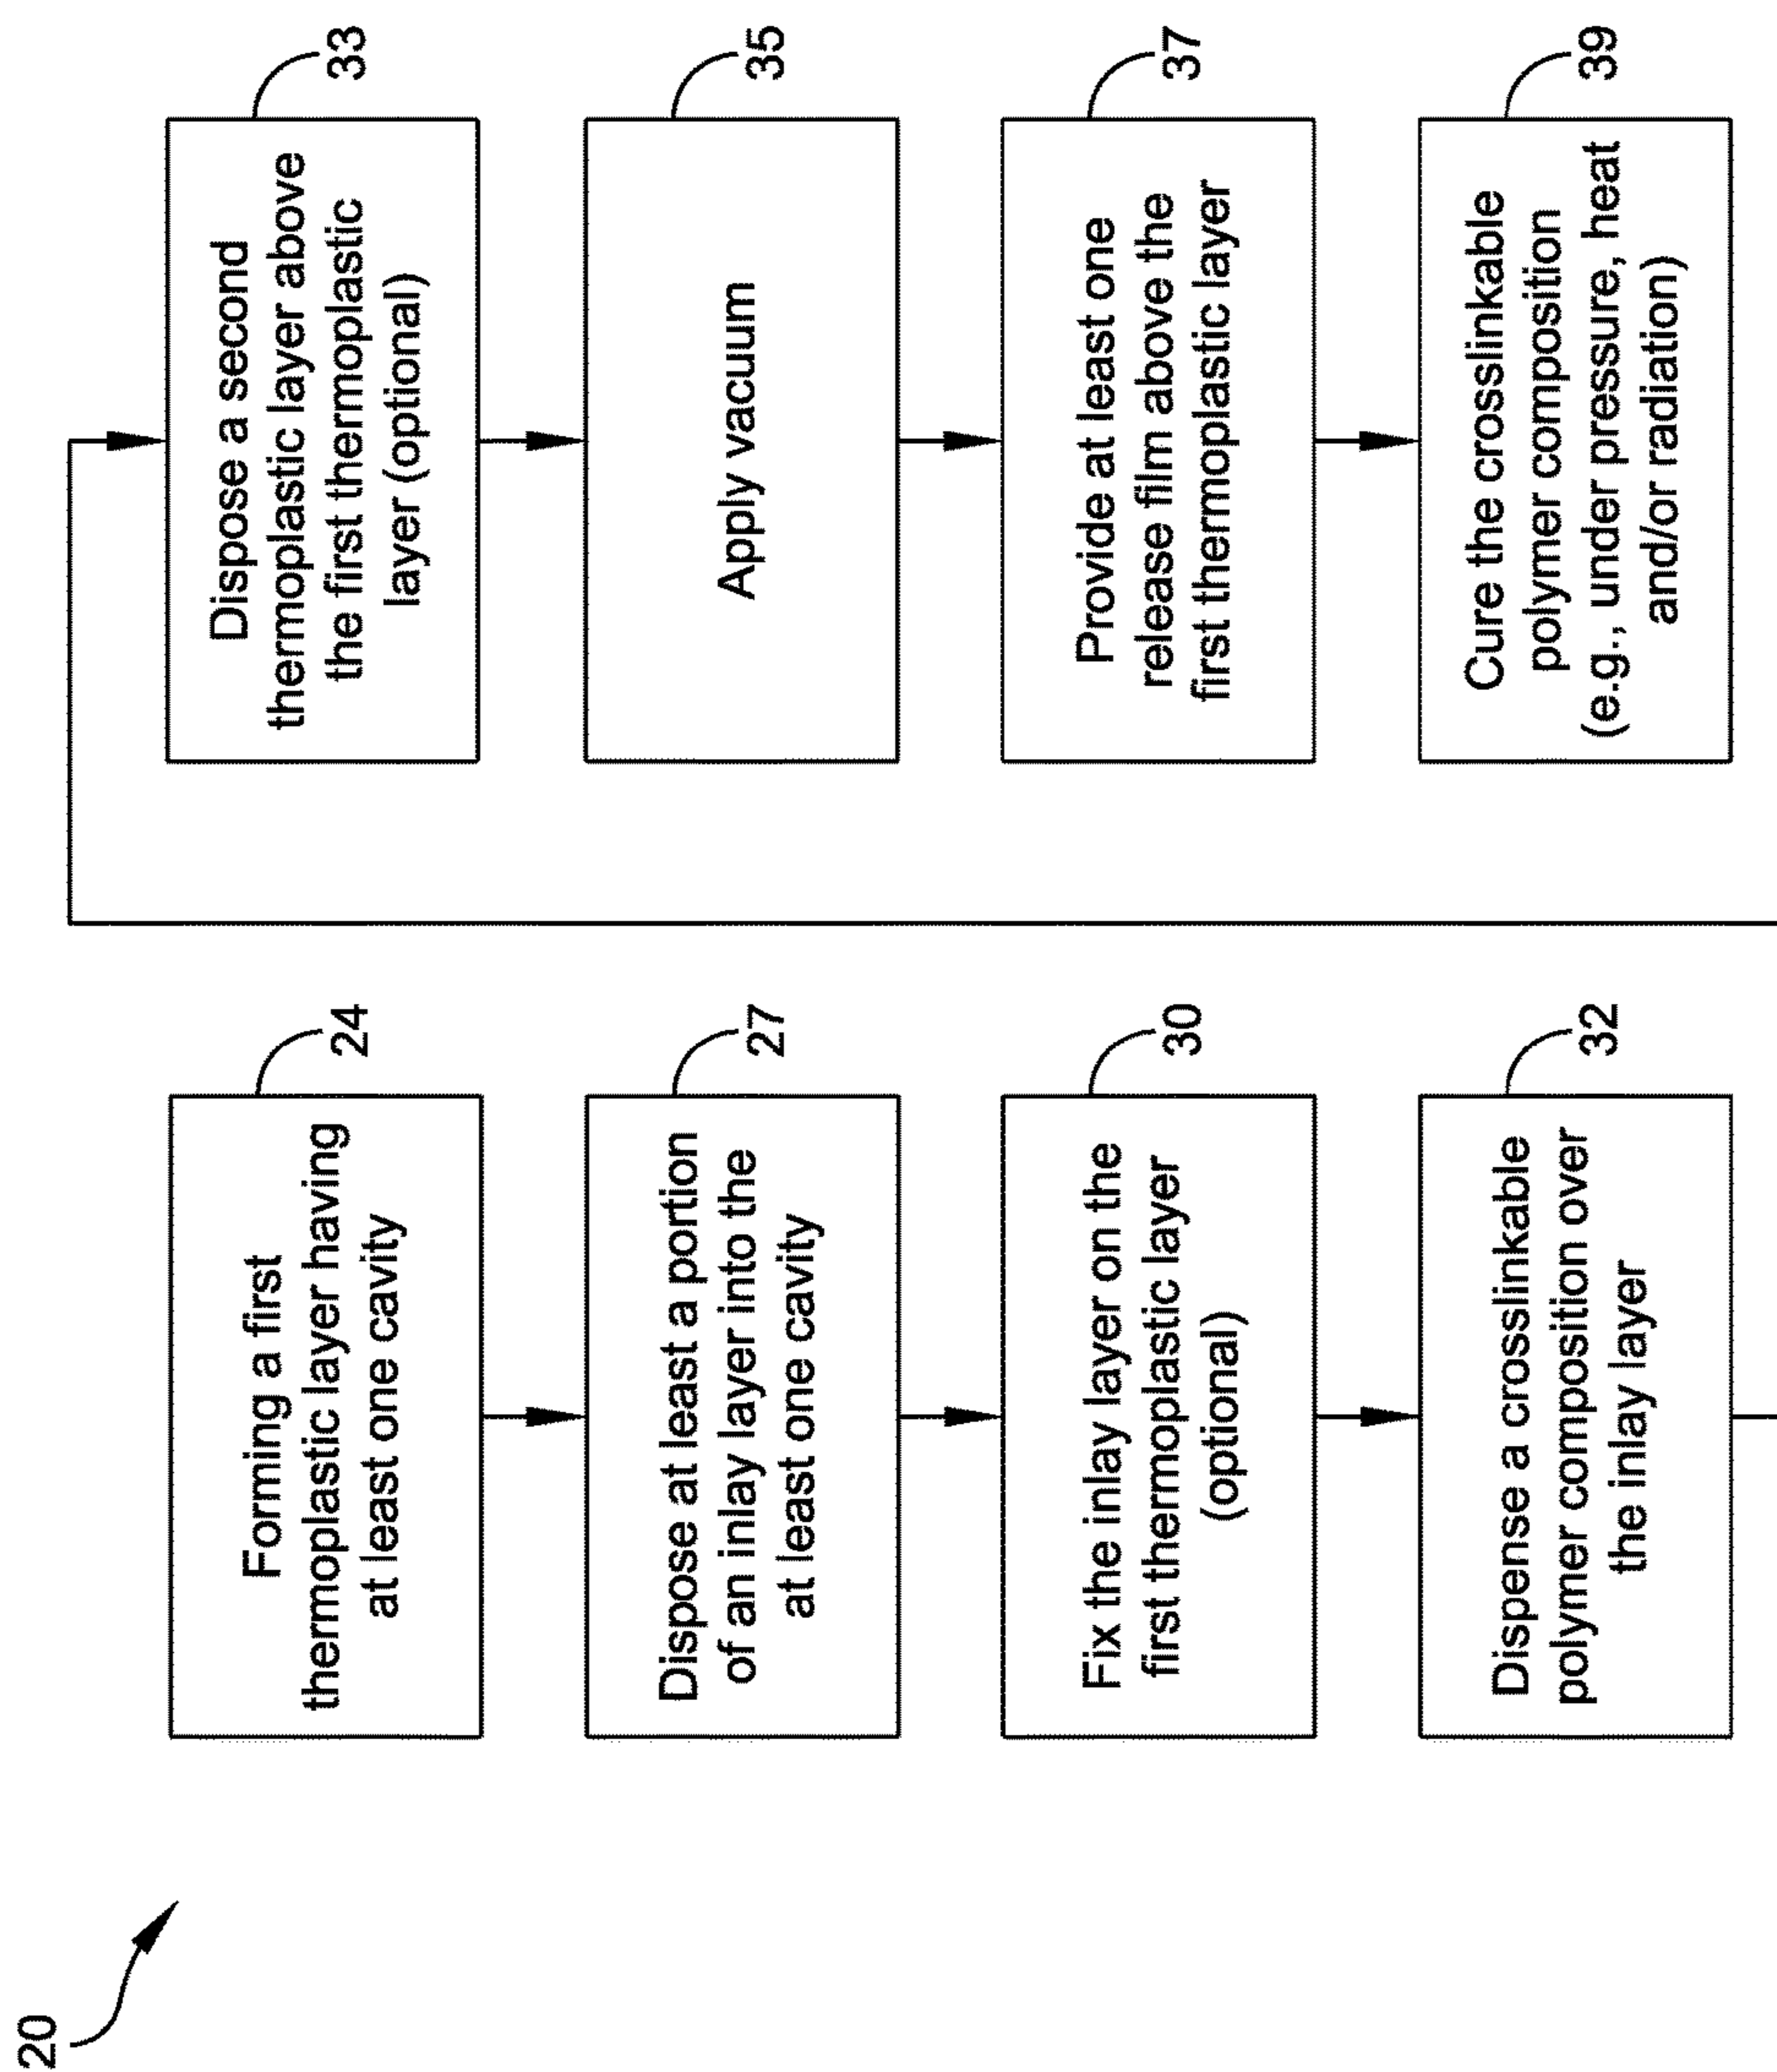 20
24
Forming a first
thermoplastic layer having
at least one cavity
27
Dispose at least a portion
of an inlay layer into the
at least one cavity
30
Fix the inlay layer on the
first thermoplastic layer
(optional)
32
Dispense a crosslinkable
polymer composition over
the inlay layer
33
Dispose a second
thermoplastic layer above
the first thermoplastic
layer (optional)
35
Apply vacuum
37
Provide at least one
release film above the
first thermoplastic layer
39
Cure the crosslinkable
polymer composition
(e.g., under pressure, heat
and/or radiation)